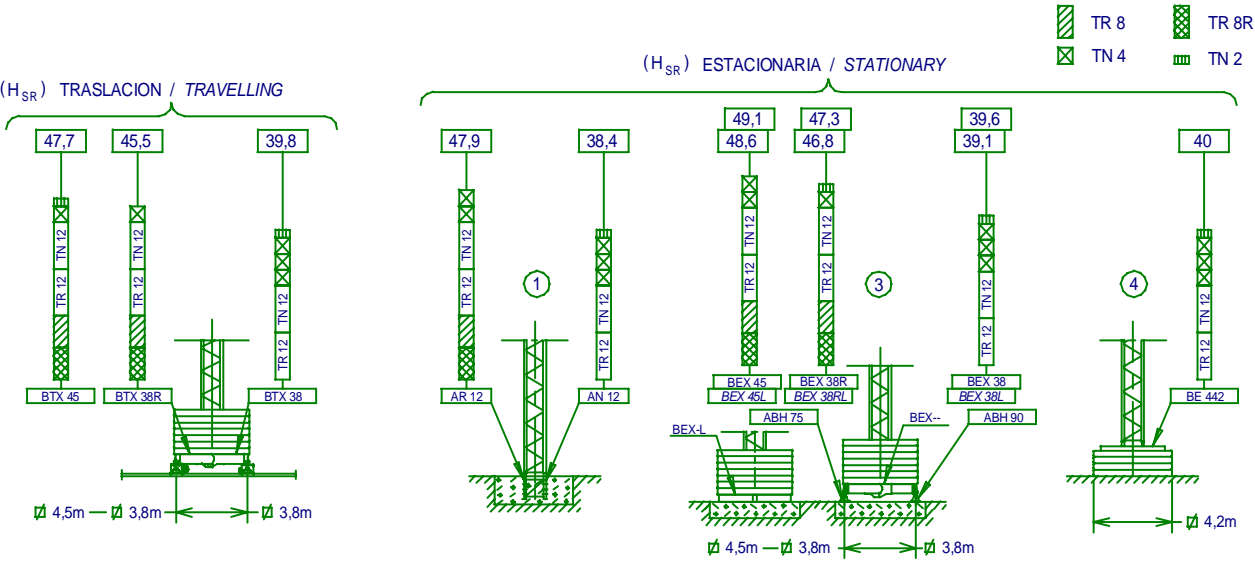 TR 8
TR 8R
TN 4
TN 2
(H_SR) TRASLACION / TRAVELLING
(H_SR) ESTACIONARIA / STATIONARY
47,7
45,5
39,8
47,9
38,4
49,1
48,6
47,3
46,8
39,6
39,1
40
TN 12
TR 12
TN 12
TR 12
TN 12
TR 12
TN 12
TR 12
TN 12
TR 12
TN 12
TR 12
TN 12
TR 12
TN 12
TR 12
TN 12
TR 12
1
3
4
BTX 45
BTX 38R
BTX 38
AR 12
AN 12
BEX 45
BEX 45L
BEX 38R
BEX 38RL
BEX 38
BEX 38L
BE 442
BEX-L
ABH 75
BEX--
ABH 90
4,5m
3,8m
3,8m
4,5m
3,8m
3,8m
4,2m